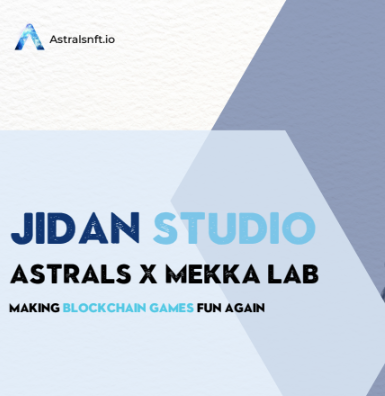 Astralsnft.io
JIDAN STUDIO
ASTRALS X MEKKA LAB
MAKING BLOCKCHAIN GAMES FUN AGAIN